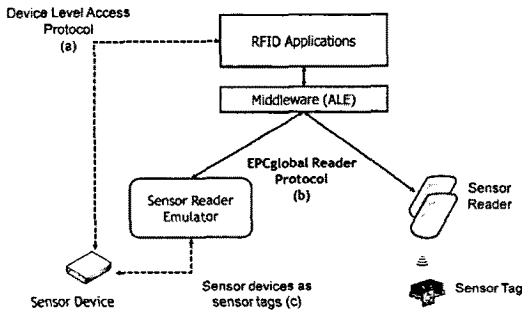 Device Level Access
Protocol
(a)
RFID Applications
Middleware (ALE)
EPCglobal Reader
Protocol
(b)
Sensor Reader
Emulator
Sensor
Reader
Sensor Device
Sensor devices as
sensor tags (c)
Sensor Tag